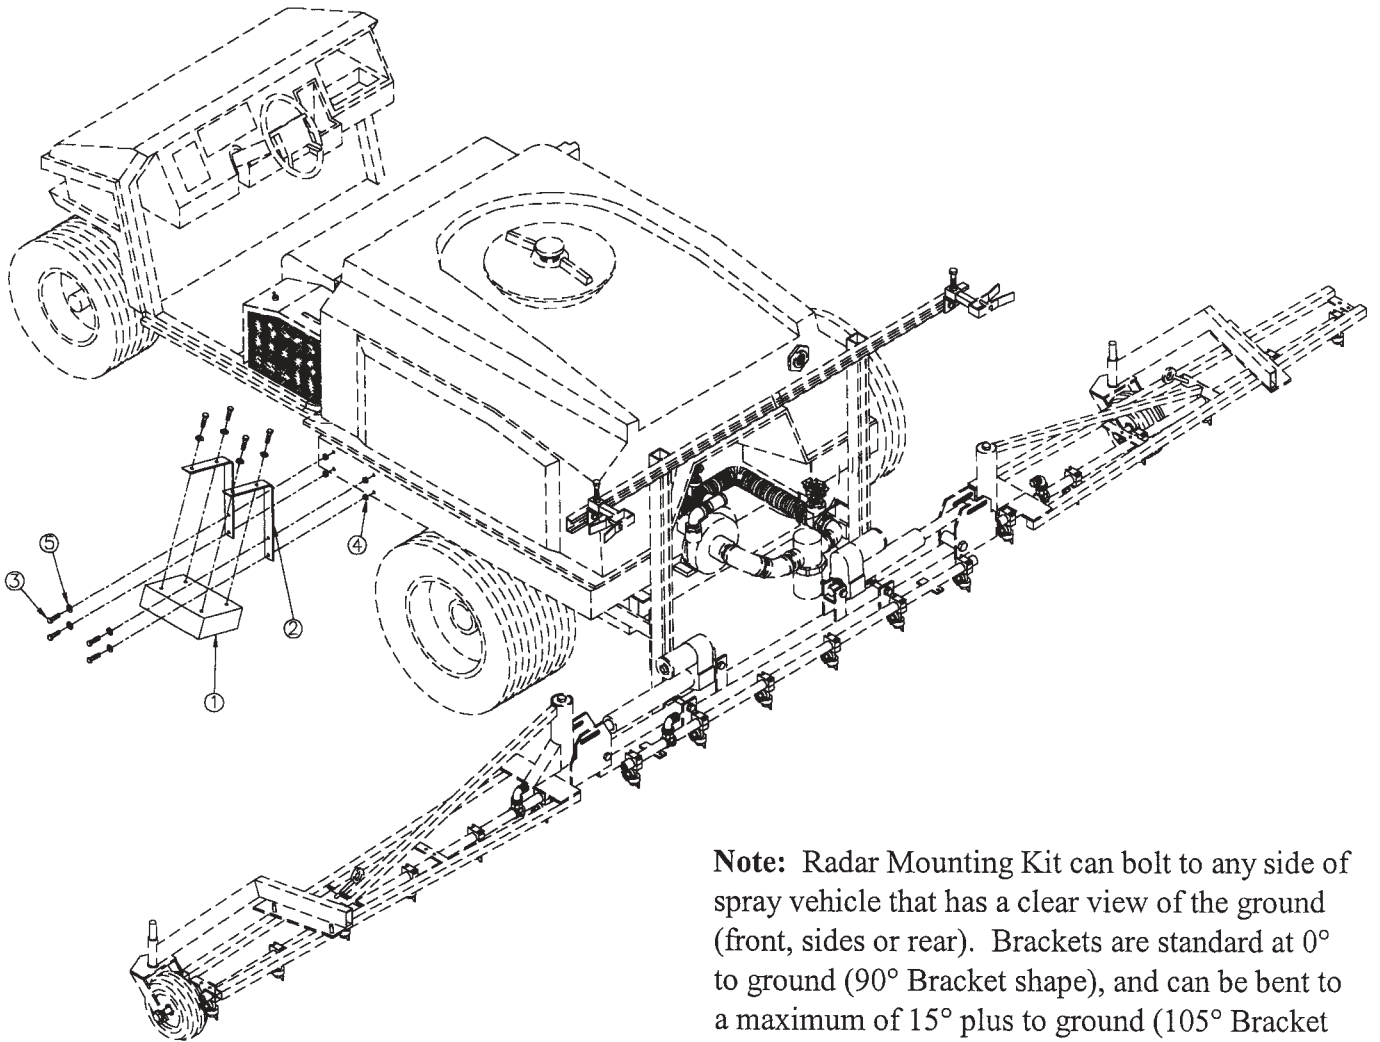 5
3
4
2
1
Note: Radar Mounting Kit can bolt to any side of
spray vehicle that has a clear view of the ground
(front, sides or rear). Brackets are standard at 0°
to ground (90° Bracket shape), and can be bent to
a maximum of 15° plus to ground (105° Bracket